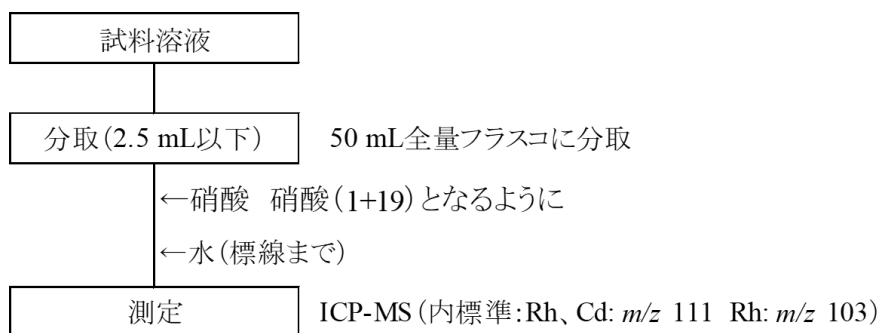 試料溶液
分取(2.5 mL以下) 50 mL全量フラスコに分取
←硝酸 硝酸(1+19)となるように
←水(標線まで)
測定 ICP-MS(内標準:Rh、Cd: m/z 111 Rh: m/z 103)